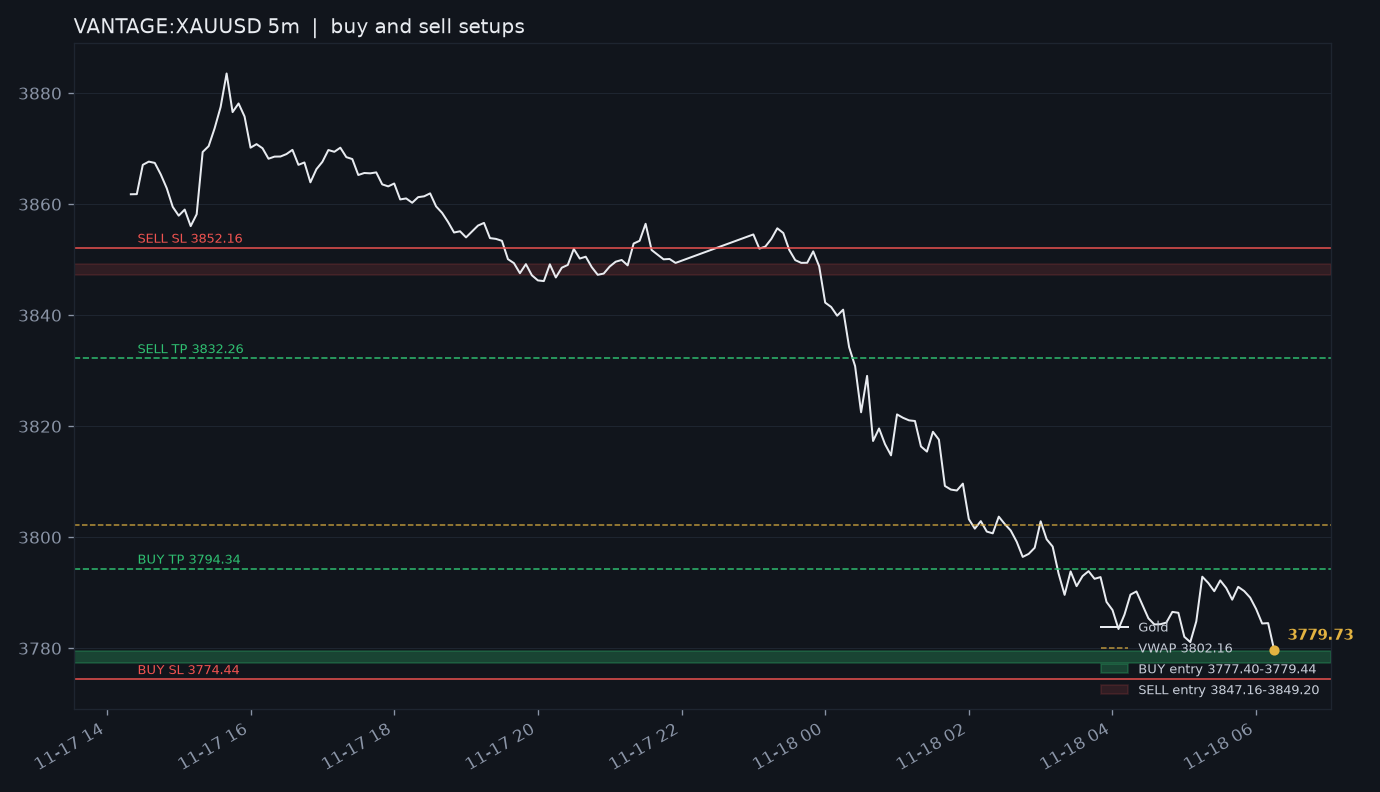 VANTAGE:XAUUSD 5m | buy and sell setups
3880
3860
SELL SL 3852.16
3840
SELL TP 3832.26
3820
3800
BUY TP 3794.34
3780
BUY SL 3774.44
3779.73
Gold
VWAP 3802.16
BUY entry 3777.40-3779.44
SELL entry 3847.16-3849.20
11-17 14
11-17 16
11-17 18
11-17 20
11-17 22
11-18 00
11-18 02
11-18 04
11-18 06